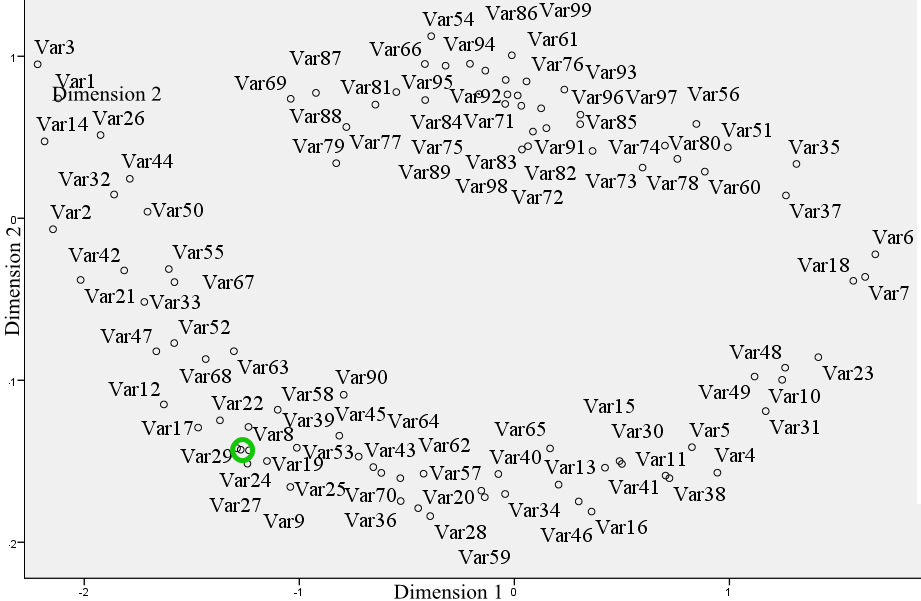 Var54 Var86 Var99
Var3 Var66 Var94 Var61
1
Var87 Var76
Var1 Var69 Var81 Var95 Var93
Dimension 2 Var92 Var96 Var97 Var56
Var14 Var26 Var88 Var84 Var71 Var85 Var51
Var79 Var77 Var75 Var91 Var74 Var80 Var35
Var44 Var89 Var83 Var82
Var32 Var98 Var72 Var73 Var78 Var60
Var2 Var50 Var37
0
Dimension 2
Var42 Var55 Var6
Var67 Var18
Var21 Var33 Var7
Var47 Var52
Var68 Var63 Var48 Var23
-1
Var12 Var58 Var90 Var49 Var10
Var22 Var39 Var45 Var64 Var15 Var31
Var17 Var8 Var65 Var30 Var5
Var29 Var53 Var43 Var62 Var40 Var11 Var4
Var24 Var19 Var57 Var13
Var25 Var70 Var20 Var41 Var38
Var27 Var9 Var36 Var34
Var28 Var46 Var16
-2
Var59
-2 -1 0 1
Dimension 1